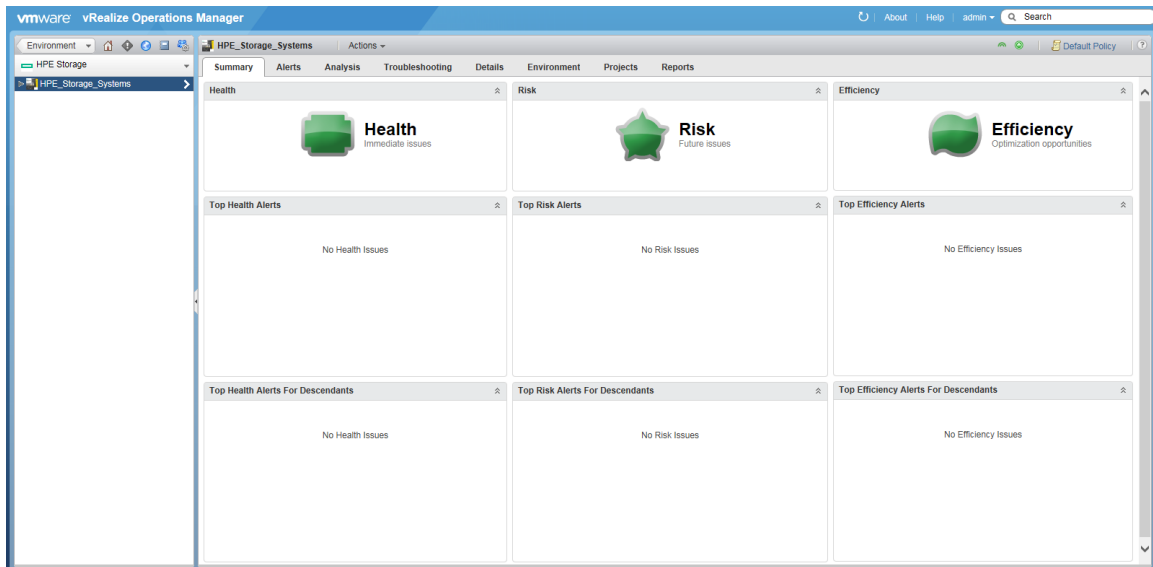 vmware vRealize Operations Manager
About Help admin Search
Environment
HPE Storage
HPE_Storage_Systems
HPE_Storage_Systems Actions Default Policy ?
Summary Alerts Analysis Troubleshooting Details Environment Projects Reports
Health Risk Efficiency
Health Risk Efficiency
Immediate issues Future issues Optimization opportunities
Top Health Alerts Top Risk Alerts Top Efficiency Alerts
No Health Issues No Risk Issues No Efficiency Issues
Top Health Alerts For Descendants Top Risk Alerts For Descendants Top Efficiency Alerts For Descendants
No Health Issues No Risk Issues No Efficiency Issues